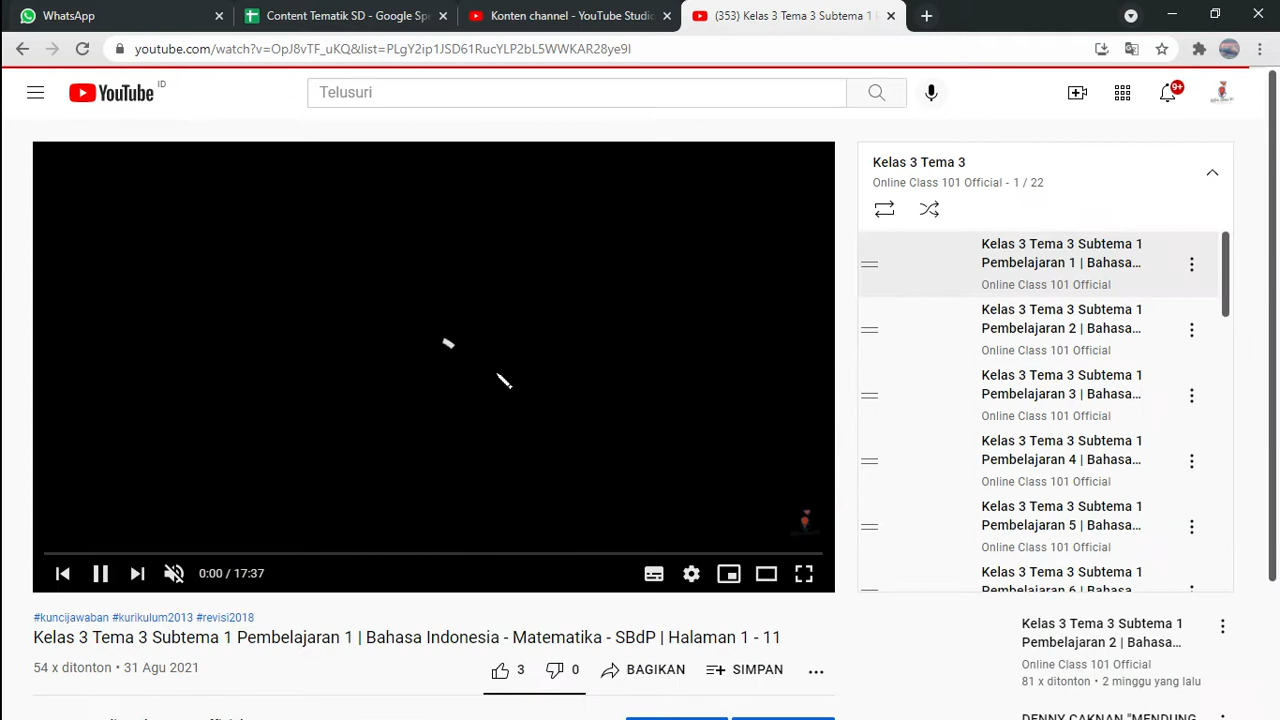 WhatsApp
Content Tematik SD - Google Spr
Konten channel - YouTube Studio
(353) Kelas 3 Tema 3 Subtema 1 P
youtube.com/watch?v=OpJ8vTF_uKQ&list=PLgY2ip1JSD61RucYLP2bL5WWKAR28ye9I
YouTube ID
Telusuri
9+
Kelas 3 Tema 3
Online Class 101 Official - 1 / 22
Kelas 3 Tema 3 Subtema 1
Pembelajaran 1 | Bahasa...
Online Class 101 Official
Kelas 3 Tema 3 Subtema 1
Pembelajaran 2 | Bahasa...
Online Class 101 Official
Kelas 3 Tema 3 Subtema 1
Pembelajaran 3 | Bahasa...
Online Class 101 Official
Kelas 3 Tema 3 Subtema 1
Pembelajaran 4 | Bahasa...
Online Class 101 Official
Kelas 3 Tema 3 Subtema 1
Pembelajaran 5 | Bahasa...
Online Class 101 Official
Kelas 3 Tema 3 Subtema 1
Pembelajaran 6 | Bahasa...
0:00 / 17:37
#kuncijawaban #kurikulum2013 #revisi2018
Kelas 3 Tema 3 Subtema 1 Pembelajaran 1 | Bahasa Indonesia - Matematika - SBdP | Halaman 1 - 11
54 x ditonton • 31 Agu 2021
3
0
BAGIKAN
SIMPAN
Kelas 3 Tema 3 Subtema 1
Pembelajaran 2 | Bahasa...
Online Class 101 Official
81 x ditonton • 2 minggu yang lalu
DENNY CAKNAN "MENDUNG